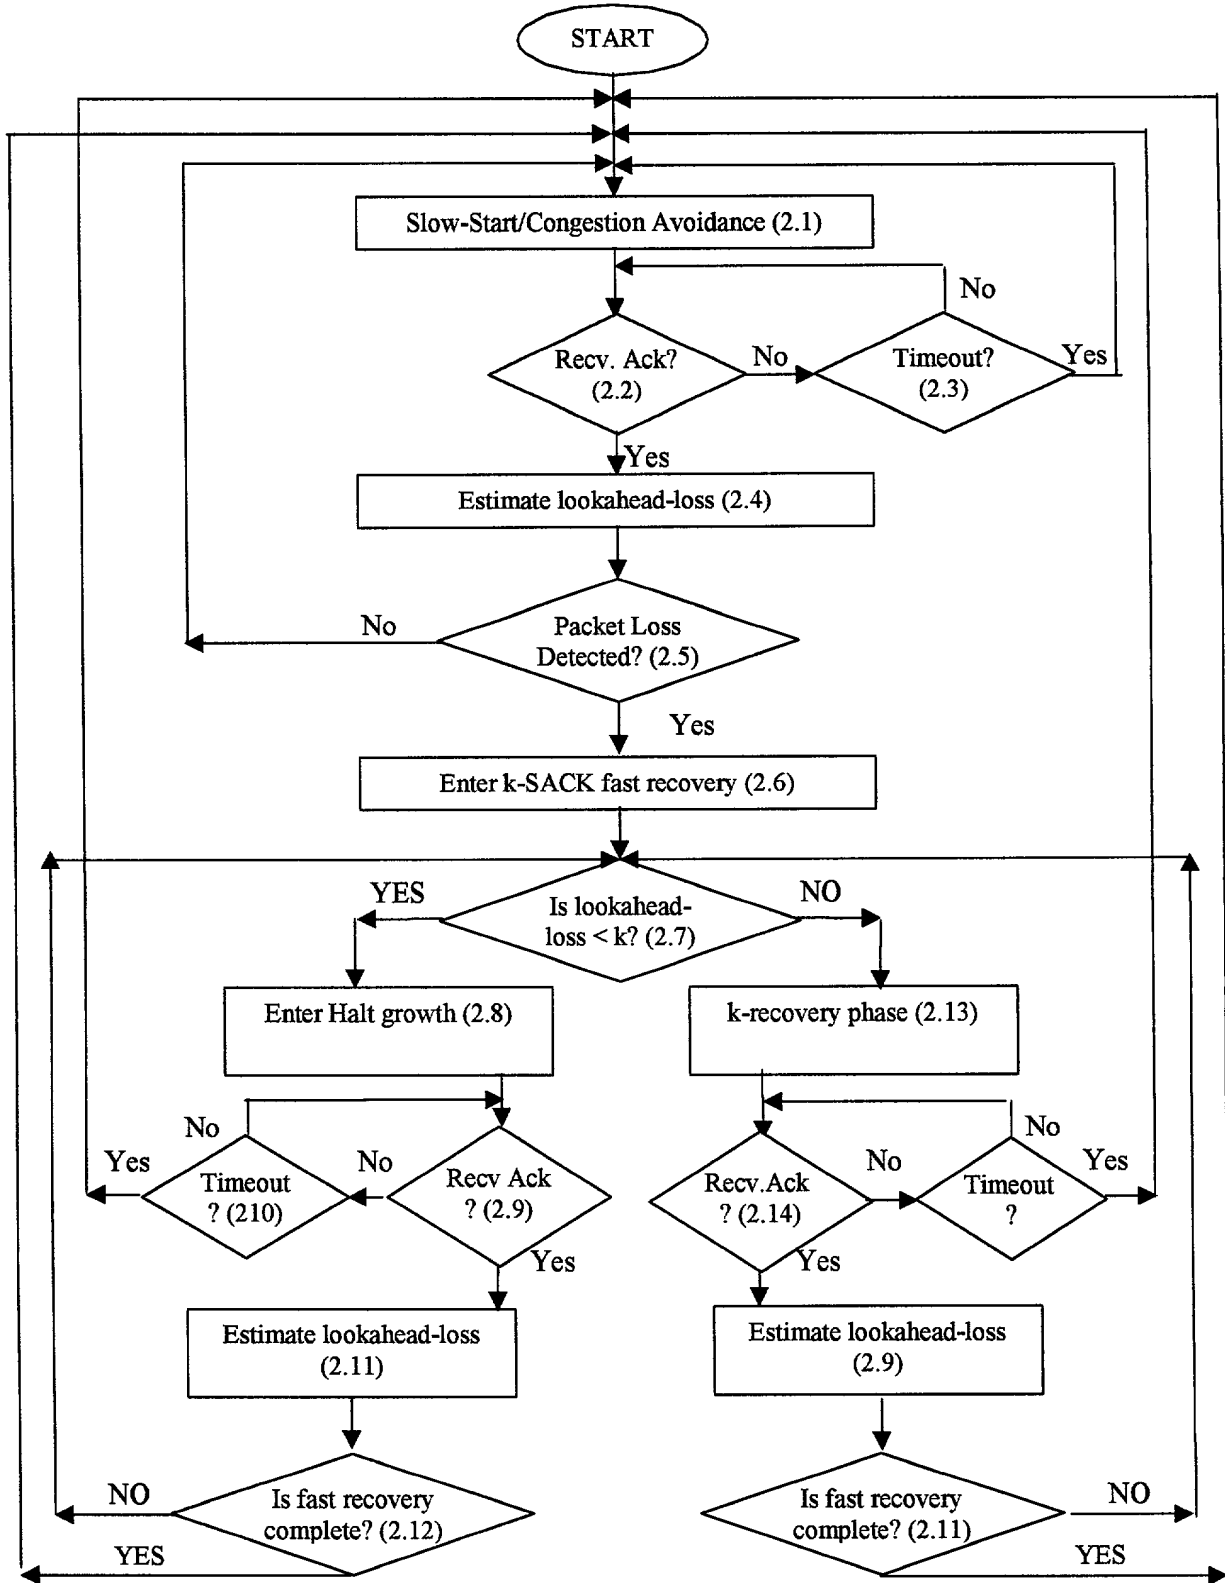 START
Slow-Start/Congestion Avoidance (2.1)
No
Recv. Ack?
(2.2)
No
Timeout?
(2.3)
Yes
Yes
Estimate lookahead-loss (2.4)
No
Packet Loss
Detected? (2.5)
Yes
Enter k-SACK fast recovery (2.6)
YES
Is lookahead-
loss < k? (2.7)
NO
Enter Halt growth (2.8)
k-recovery phase (2.13)
No
No
Yes
Timeout
? (210)
No
Recv Ack
? (2.9)
Recv.Ack
? (2.14)
No
Timeout
?
Yes
Yes
Yes
Estimate lookahead-loss
(2.11)
Estimate lookahead-loss
(2.9)
NO
Is fast recovery
complete? (2.12)
YES
Is fast recovery
complete? (2.11)
NO
YES